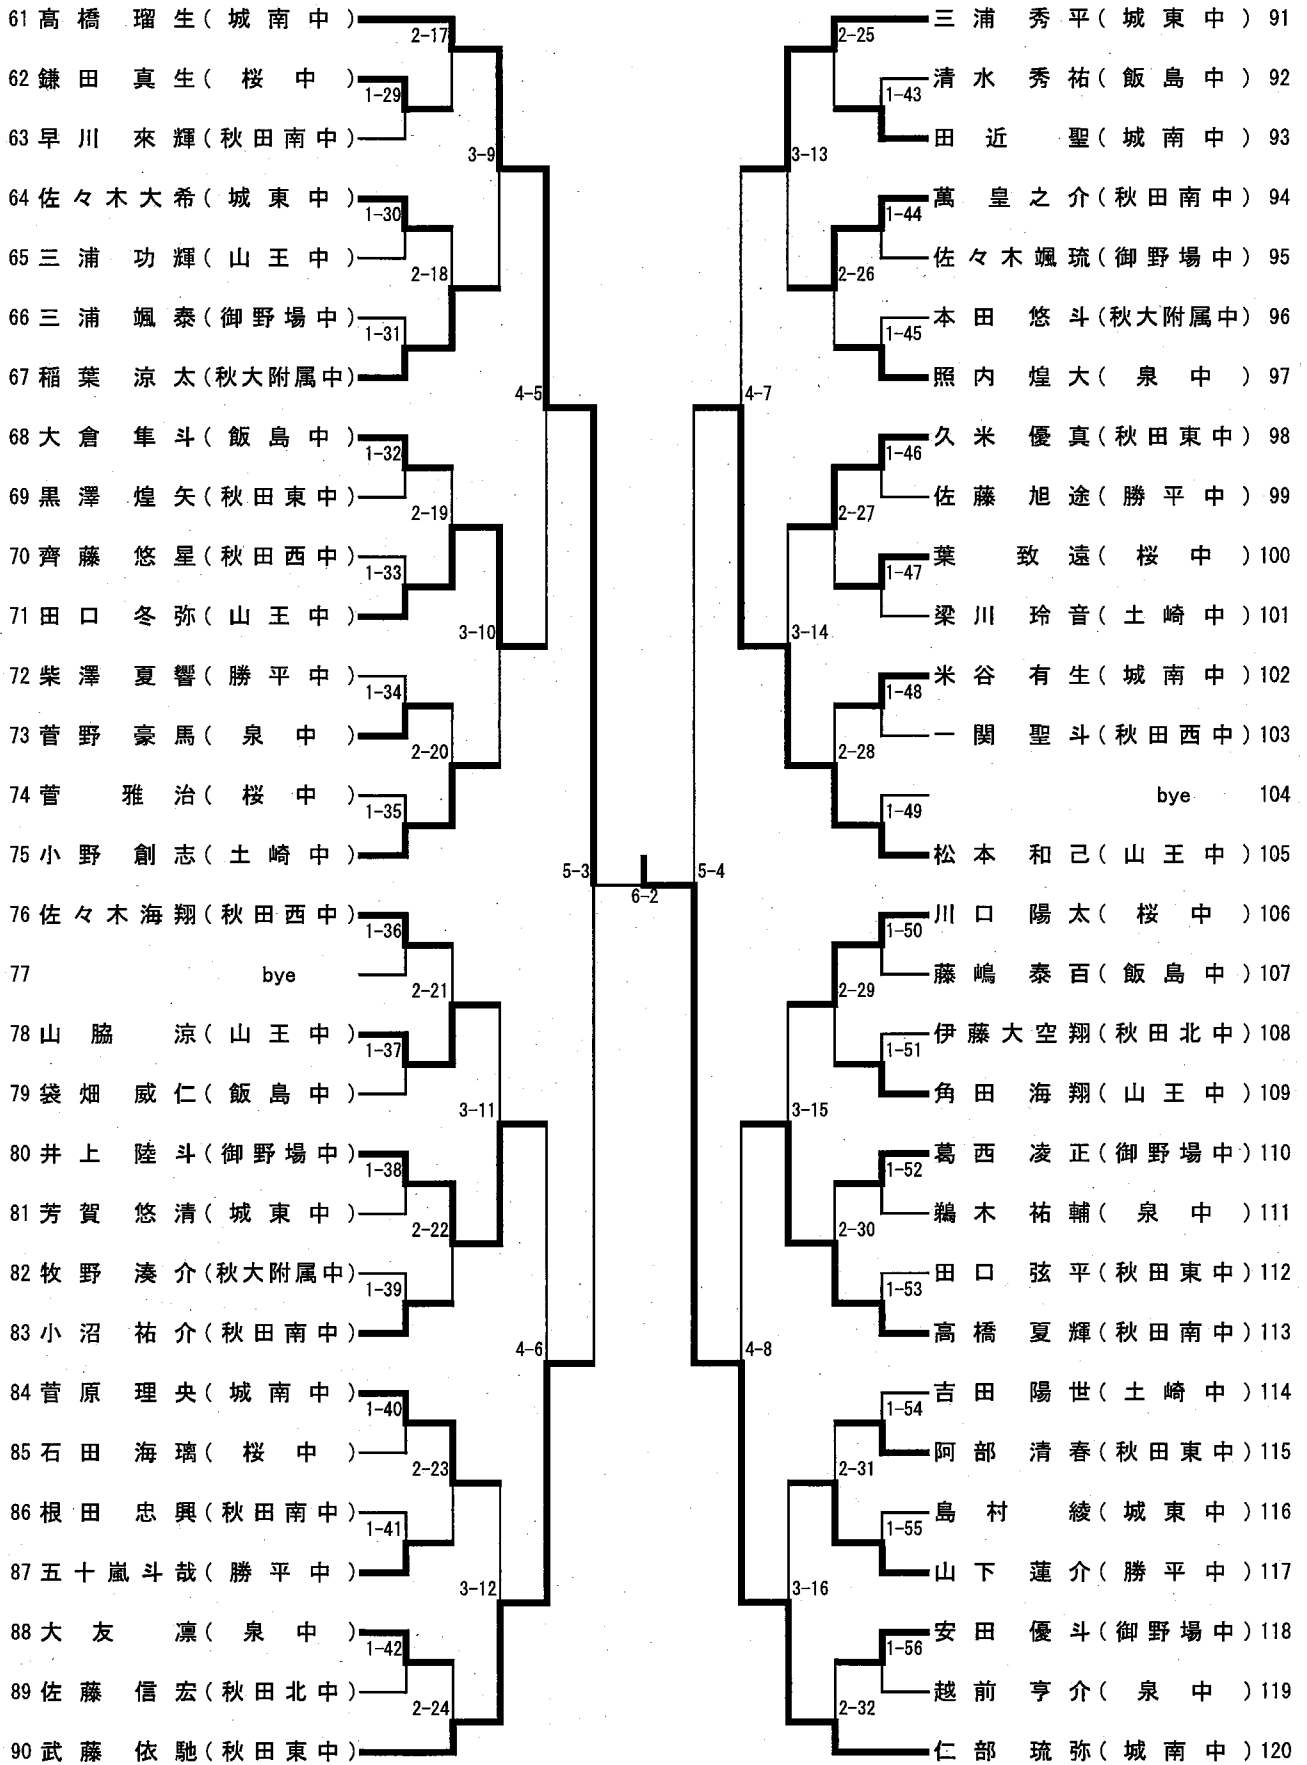 61 髙橋 瑠生(城南中)
2-17
62 鎌田 真生(桜中)
1-29
63 早川 來輝(秋田南中)
3-9
64 佐々木大希(城東中)
1-30
65 三浦 功輝(山王中)
2-18
66 三浦 颯泰(御野場中)
1-31
67 稲葉 涼太(秋大附属中)
4-5
68 大倉 隼斗(飯島中)
1-32
69 黒澤 煌矢(秋田東中)
2-19
70 齊藤 悠星(秋田西中)
1-33
71 田口 冬弥(山王中)
3-10
72 柴澤 夏響(勝平中)
1-34
73 菅野 豪馬(泉中)
2-20
74 菅 雅治(桜中)
1-35
75 小野 創志(土崎中)
5-3
76 佐々木海翔(秋田西中)
1-36
77 bye
2-21
78 山脇 涼(山王中)
1-37
79 袋畑 威仁(飯島中)
3-11
80 井上 陸斗(御野場中)
1-38
81 芳賀 悠清(城東中)
2-22
82 牧野 湊介(秋大附属中)
1-39
83 小沼 祐介(秋田南中)
4-6
84 菅原 理央(城南中)
1-40
85 石田 海璃(桜中)
2-23
86 根田 忠興(秋田南中)
1-41
87 五十嵐斗哉(勝平中)
3-12
88 大友 凛(泉中)
1-42
89 佐藤 信宏(秋田北中)
2-24
90 武藤 依馳(秋田東中)
6-2
三浦 秀平(城東中) 91
2-25
清水 秀祐(飯島中) 92
1-43
田近 聖(城南中) 93
3-13
萬 皇之介(秋田南中) 94
1-44
佐々木颯琉(御野場中) 95
2-26
本田 悠斗(秋大附属中) 96
1-45
照内 煌大(泉中) 97
4-7
久米 優真(秋田東中) 98
1-46
佐藤 旭途(勝平中) 99
2-27
葉 致遠(桜中) 100
1-47
梁川 玲音(土崎中) 101
3-14
米谷 有生(城南中) 102
1-48
一関 聖斗(秋田西中) 103
2-28
bye 104
1-49
松本 和己(山王中) 105
5-4
川口 陽太(桜中) 106
1-50
藤嶋 泰百(飯島中) 107
2-29
伊藤大空翔(秋田北中) 108
1-51
角田 海翔(山王中) 109
3-15
葛西 凌正(御野場中) 110
1-52
鵜木 祐輔(泉中) 111
2-30
田口 弦平(秋田東中) 112
1-53
高橋 夏輝(秋田南中) 113
4-8
吉田 陽世(土崎中) 114
1-54
阿部 清春(秋田東中) 115
2-31
島村 綾(城東中) 116
1-55
山下 蓮介(勝平中) 117
3-16
安田 優斗(御野場中) 118
1-56
越前 亨介(泉中) 119
2-32
仁部 琉弥(城南中) 120